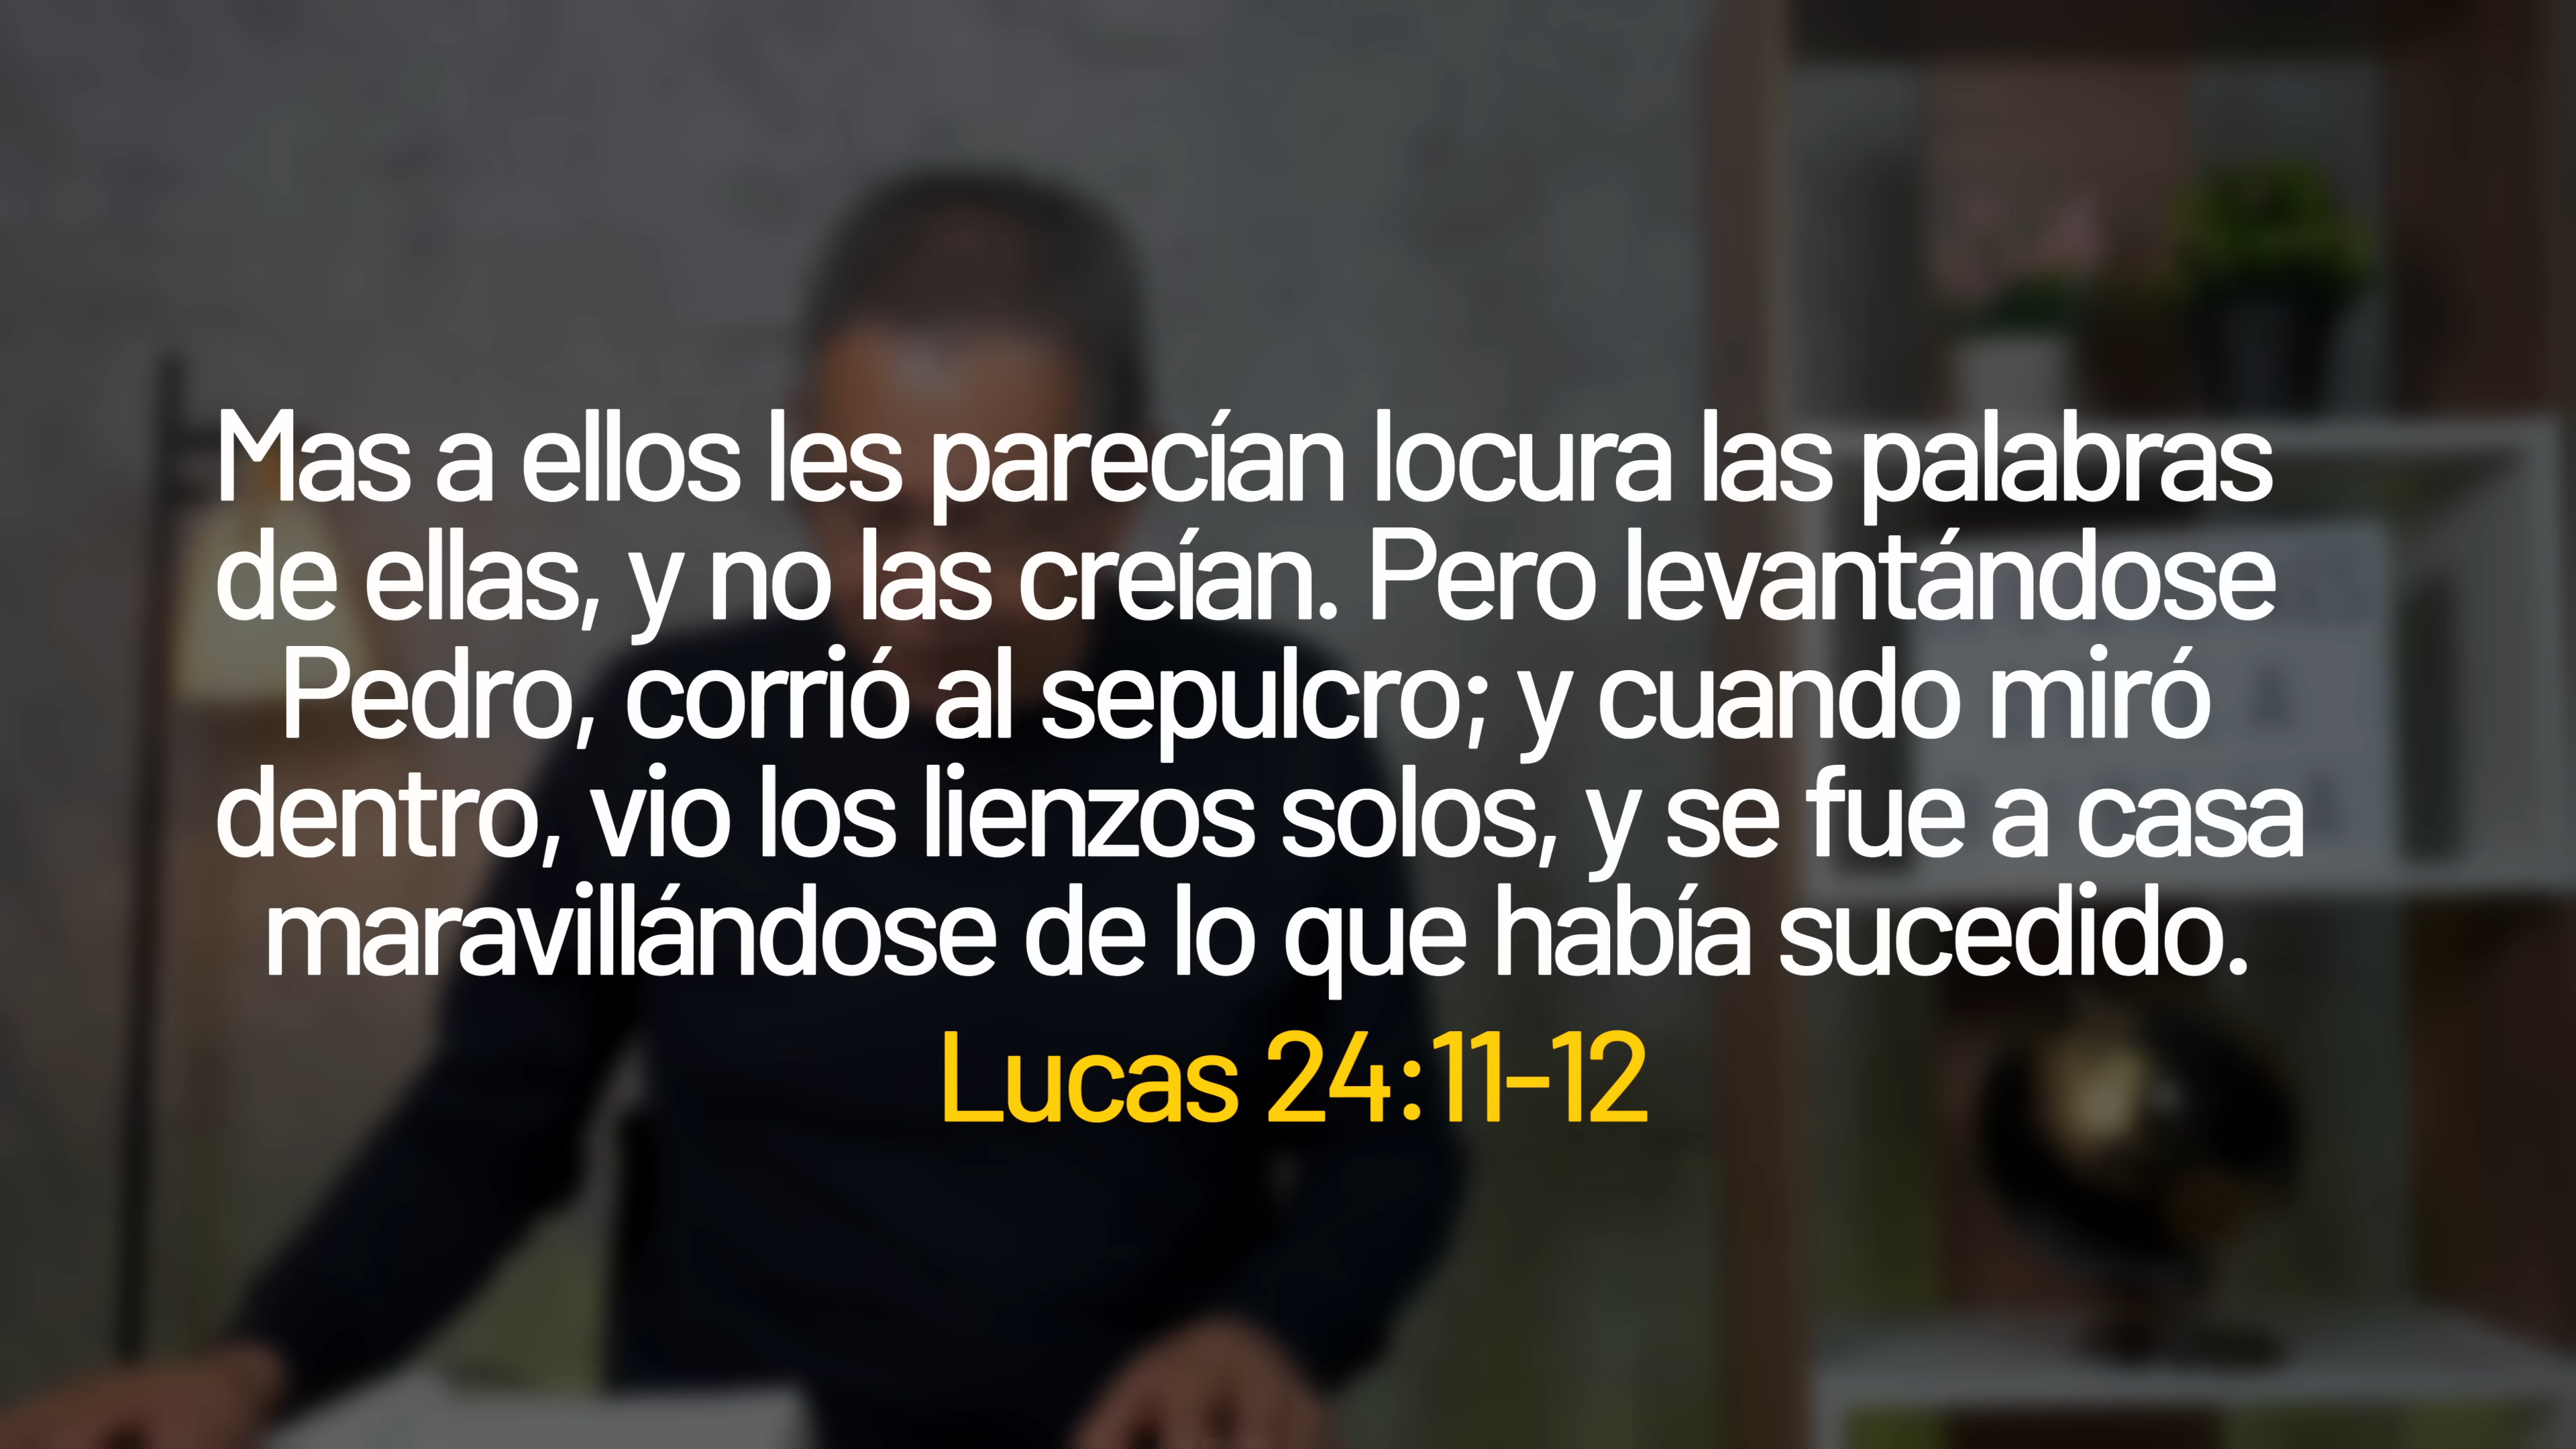 Mas a ellos les parecían locura las palabras
de ellas, y no las creían. Pero levantándose
Pedro, corrió al sepulcro; y cuando miró
dentro, vio los lienzos solos, y se fue a casa
maravillándose de lo que había sucedido.
Lucas 24:11-12